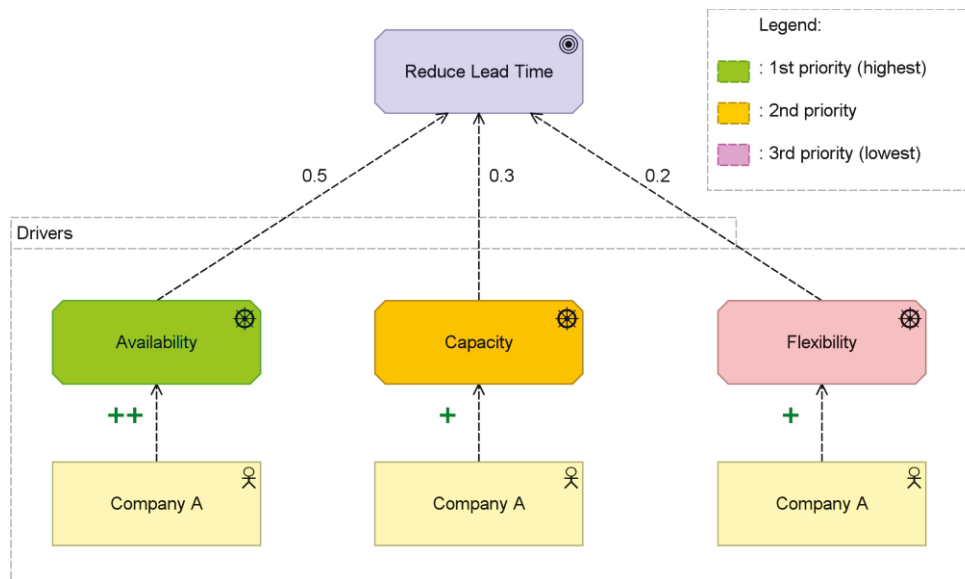 Legend:
Reduce Lead Time
: 1st priority (highest)
: 2nd priority
: 3rd priority (lowest)
0.5
0.3
0.2
Drivers
Availability
Capacity
Flexibility
++
+
+
Company A
Company A
Company A